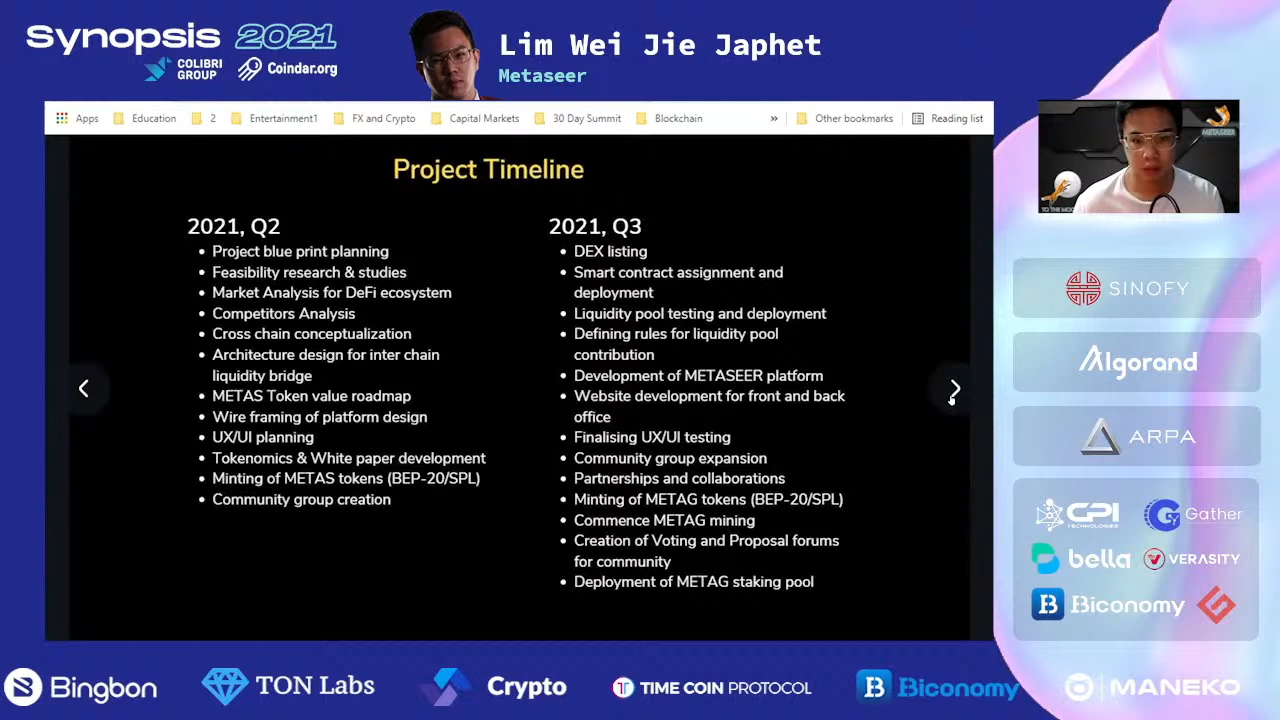 Synopsis 2021
COLIBRI GROUP
Coindar.org
Lim Wei Jie Japhet
Metaseer
Apps
Education
2
Entertainment1
FX and Crypto
Capital Markets
30 Day Summit
Blockchain
»
Other bookmarks
Reading list
Project Timeline
2021, Q2
• Project blue print planning
• Feasibility research & studies
• Market Analysis for DeFi ecosystem
• Competitors Analysis
• Cross chain conceptualization
• Architecture design for inter chain
liquidity bridge
• METAS Token value roadmap
• Wire framing of platform design
• UX/UI planning
• Tokenomics & White paper development
• Minting of METAS tokens (BEP-20/SPL)
• Community group creation
2021, Q3
• DEX listing
• Smart contract assignment and
deployment
• Liquidity pool testing and deployment
• Defining rules for liquidity pool
contribution
• Development of METASEER platform
• Website development for front and back
office
• Finalising UX/UI testing
• Community group expansion
• Partnerships and collaborations
• Minting of METAG tokens (BEP-20/SPL)
• Commence METAG mining
• Creation of Voting and Proposal forums
for community
• Deployment of METAG staking pool
METASEER
SINOFY
Algorand
ARPA
CPI
TECHNOLOGIES
Gather
bella
VERASITY
Biconomy
Bingbon
TON Labs
Crypto
TIME COIN PROTOCOL
Biconomy
MANEKO